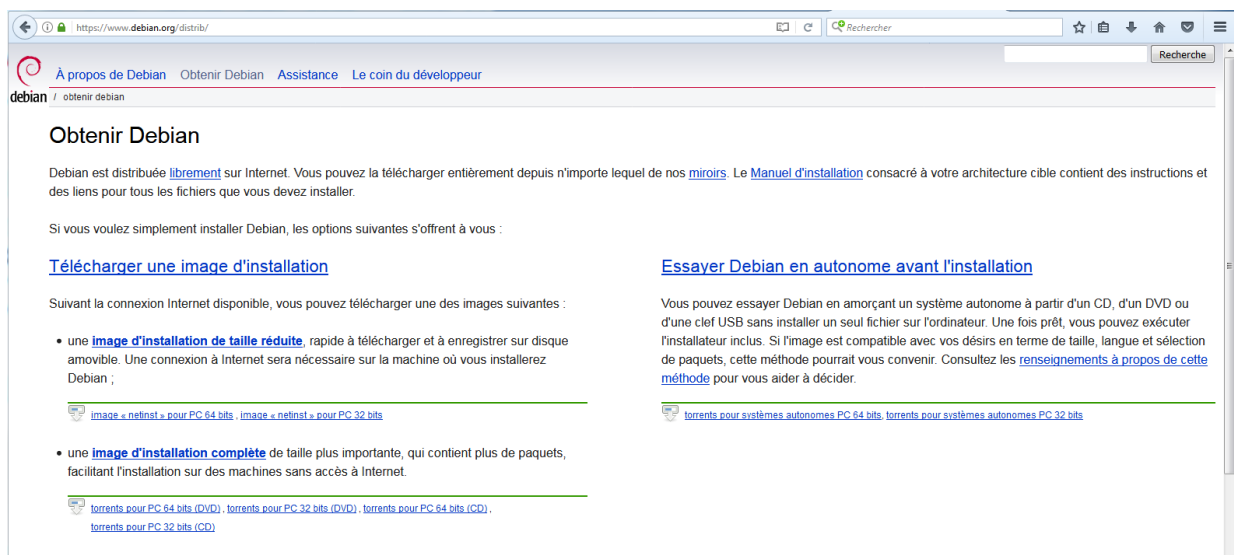 https://www.debian.org/distrib/
Rechercher
Recherche
À propos de Debian Obtenir Debian Assistance Le coin du développeur
debian / obtenir debian
Obtenir Debian
Debian est distribuée librement sur Internet. Vous pouvez la télécharger entièrement depuis n'importe lequel de nos miroirs. Le Manuel d'installation consacré à votre architecture cible contient des instructions et
des liens pour tous les fichiers que vous devez installer.
Si vous voulez simplement installer Debian, les options suivantes s'offrent à vous :
Télécharger une image d'installation
Suivant la connexion Internet disponible, vous pouvez télécharger une des images suivantes :
• une image d'installation de taille réduite, rapide à télécharger et à enregistrer sur disque
amovible. Une connexion à Internet sera nécessaire sur la machine où vous installerez
Debian ;
image « netinst » pour PC 64 bits , image « netinst » pour PC 32 bits
• une image d'installation complète de taille plus importante, qui contient plus de paquets,
facilitant l'installation sur des machines sans accès à Internet.
torrents pour PC 64 bits (DVD) , torrents pour PC 32 bits (DVD) , torrents pour PC 64 bits (CD) ,
torrents pour PC 32 bits (CD)
Essayer Debian en autonome avant l'installation
Vous pouvez essayer Debian en amorçant un système autonome à partir d'un CD, d'un DVD ou
d'une clef USB sans installer un seul fichier sur l'ordinateur. Une fois prêt, vous pouvez exécuter
l'installateur inclus. Si l'image est compatible avec vos désirs en terme de taille, langue et sélection
de paquets, cette méthode pourrait vous convenir. Consultez les renseignements à propos de cette
méthode pour vous aider à décider.
torrents pour systèmes autonomes PC 64 bits, torrents pour systèmes autonomes PC 32 bits